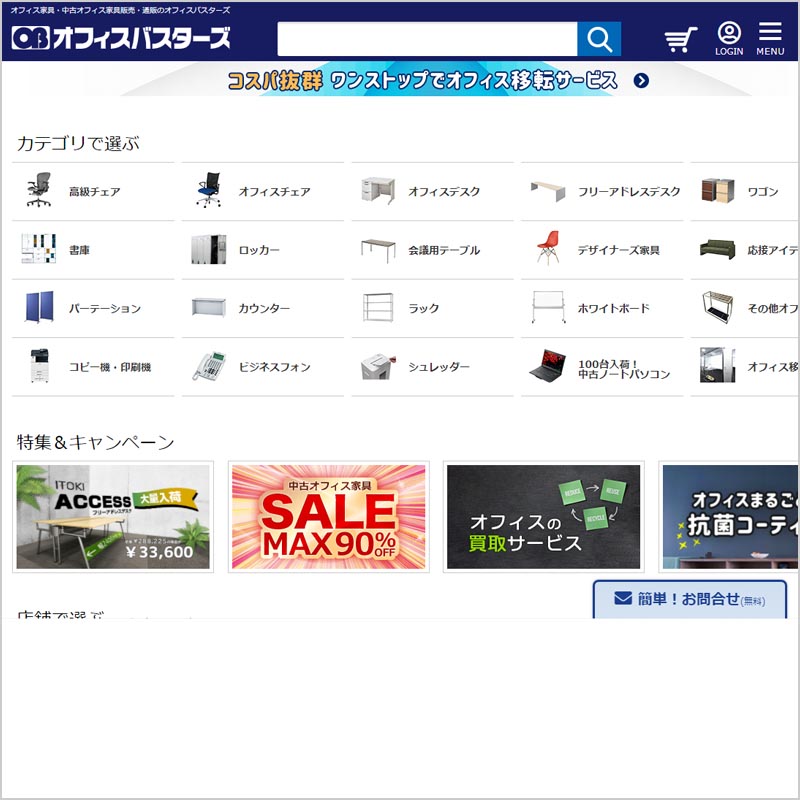 オフィス家具・中古オフィス家具販売・通販のオフィスバスターズ
OB オフィスバスターズ
LOGIN
MENU
コスパ抜群 ワンストップでオフィス移転サービス
カテゴリで選ぶ
高級チェア
オフィスチェア
オフィスデスク
フリーアドレスデスク
ワゴン
書庫
ロッカー
会議用テーブル
デザイナーズ家具
応接アイテ
パーテーション
カウンター
ラック
ホワイトボード
その他オフ
コピー機・印刷機
ビジネスフォン
シュレッダー
100台入荷！
中古ノートパソコン
オフィス移
特集＆キャンペーン
ITOKI
ACCESS
フリーアドレスデスク
大量入荷
¥33,600
中古オフィス家具
SALE
MAX90%
OFF
REDUCE
REUSE
RECYCLE
オフィスの
買取サービス
オフィスまるご
抗菌コーティ
店舗で選ぶ
簡単！お問合せ(無料)